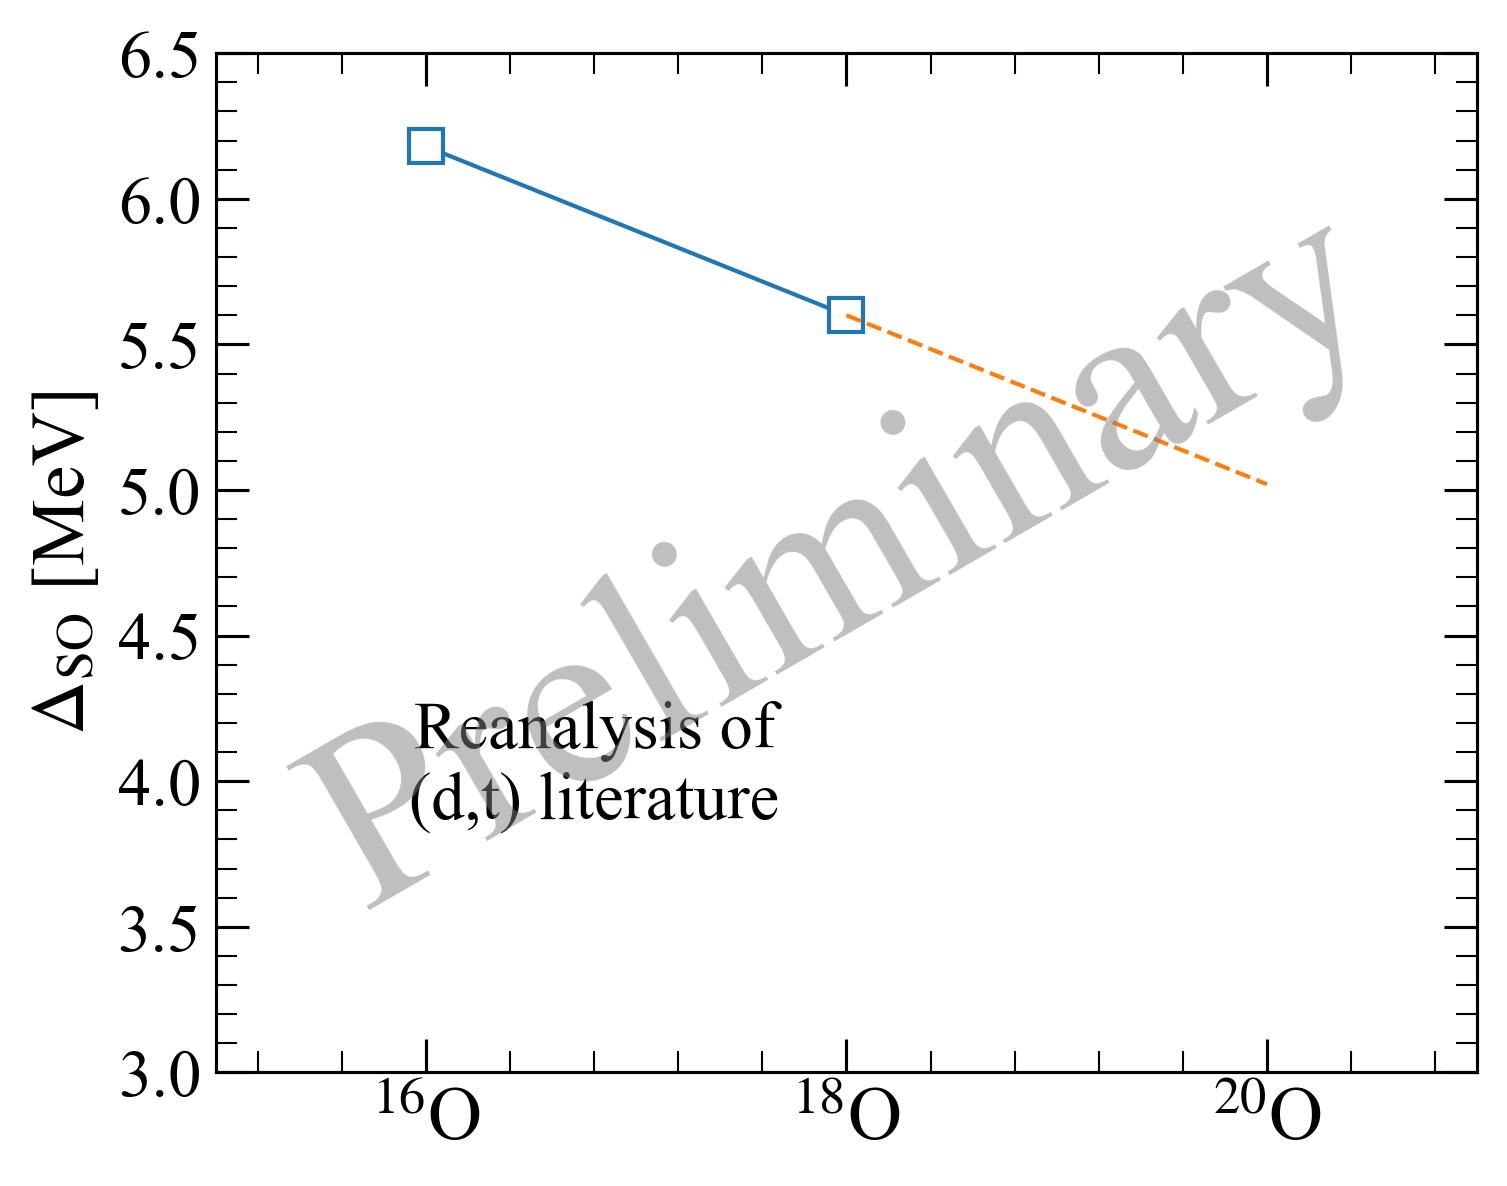 6.5
6.0
5.5
5.0
4.5
4.0
3.5
3.0
Δso [MeV]
Preliminary
Reanalysis of
(d,t) literature
¹⁶O
¹⁸O
²⁰O